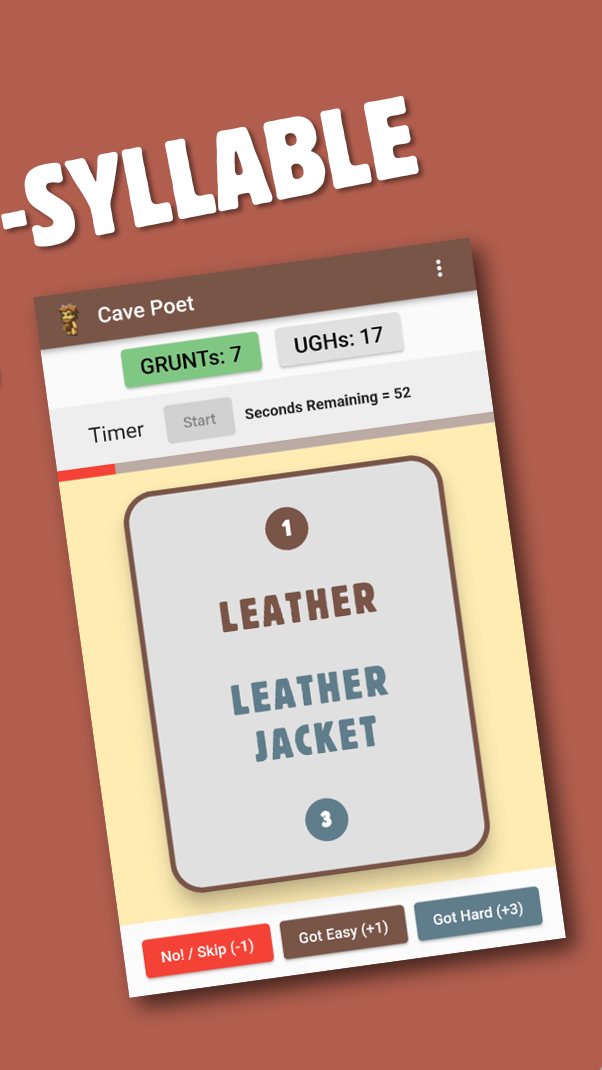 -SYLLABLE
Cave Poet
GRUNTs: 7 UGHs: 17
Timer Start Seconds Remaining = 52
1
LEATHER
LEATHER
JACKET
3
No! / Skip (-1) Got Easy (+1) Got Hard (+3)